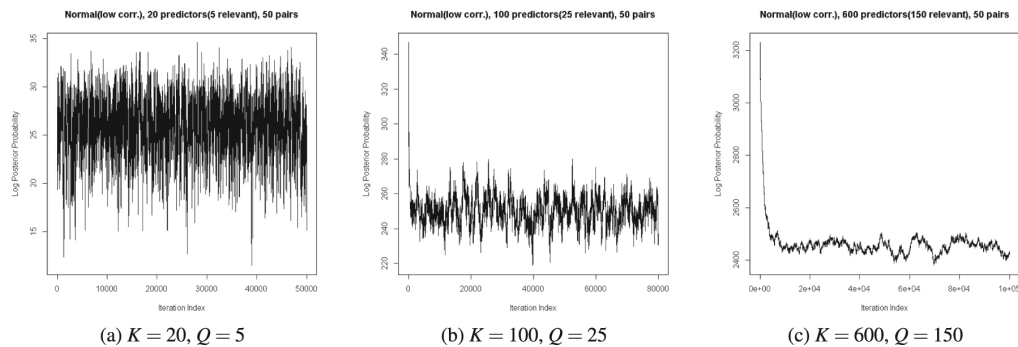 Normal(low corr.), 20 predictors(5 relevant), 50 pairs
Log Posterior Probability
35
30
25
20
15
0 10000 20000 30000 40000 50000
Iteration Index
(a) K = 20, Q = 5
Normal(low corr.), 100 predictors(25 relevant), 50 pairs
Log Posterior Probability
340
320
300
280
260
240
220
0 20000 40000 60000 80000
Iteration Index
(b) K = 100, Q = 25
Normal(low corr.), 600 predictors(150 relevant), 50 pairs
Log Posterior Probability
3200
3000
2800
2600
2400
0e+00 2e+04 4e+04 6e+04 8e+04 1e+05
Iteration Index
(c) K = 600, Q = 150